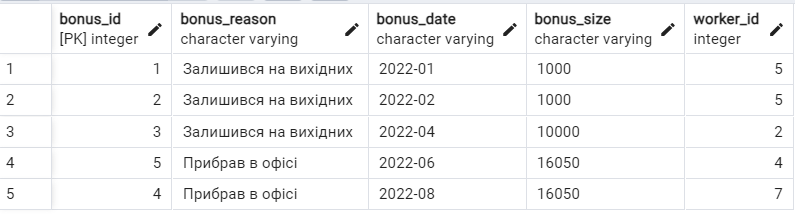 bonus_id bonus_reason bonus_date bonus_size worker_id
[PK] integer character varying character varying character varying integer
1 1 Залишився на вихідних 2022-01 1000 5
2 2 Залишився на вихідних 2022-02 1000 5
3 3 Залишився на вихідних 2022-04 10000 2
4 5 Прибрав в офісі 2022-06 16050 4
5 4 Прибрав в офісі 2022-08 16050 7